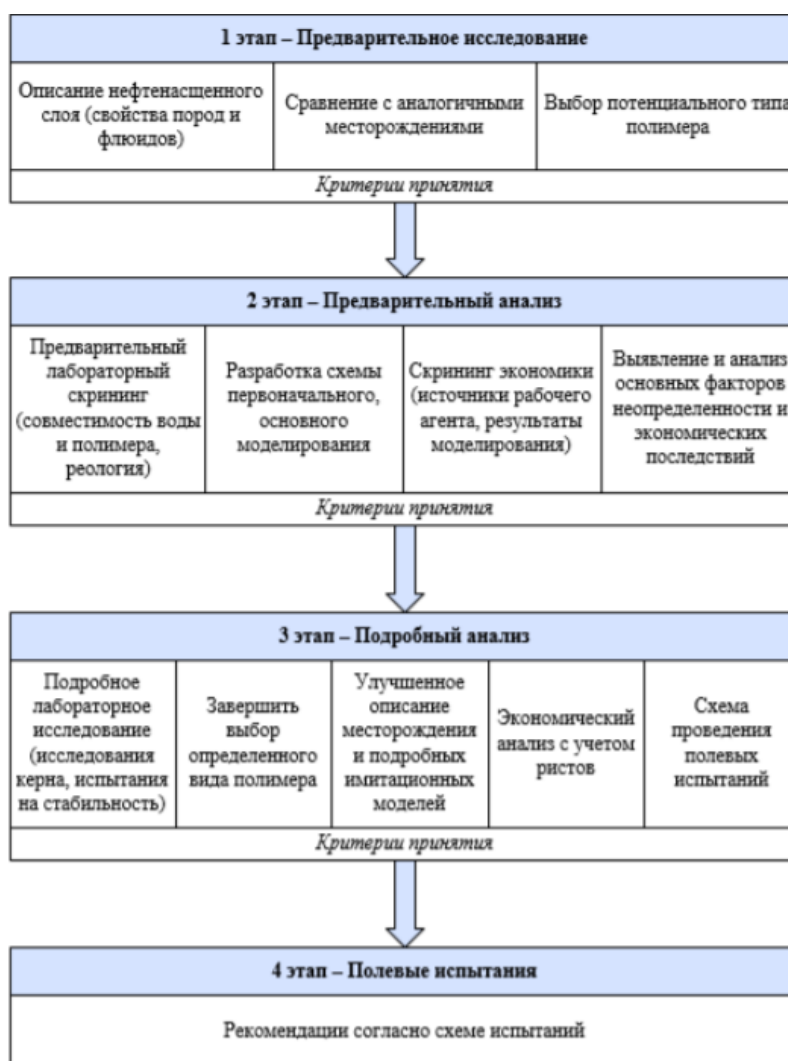 1 этап – Предварительное исследование
Описание нефтенасщенного
слоя (свойства пород и
флюидов)
Сравнение с аналогичными
месторождениями
Выбор потенциального типа
полимера
Критерии принятия
2 этап – Предварительный анализ
Предварительный
лабораторный
скрининг
(совместимость воды
и полимера,
реология)
Разработка схемы
первоначального,
основного
моделирования
Скрининг экономики
(источники рабочего
агента, результаты
моделирования)
Выявление и анализ
основных факторов
неопределенности и
экономических
последствий
Критерии принятия
3 этап – Подробный анализ
Подробное
лабораторное
исследование
(исследования
керна, испытания
на стабильность)
Завершить
выбор
определенного
вида полимера
Улучшенное
описание
месторождения
и подробных
имитационных
моделей
Экономический
анализ с учетом
ристов
Схема
проведения
полевых
испытаний
Критерии принятия
4 этап – Полевые испытания
Рекомендации согласно схеме испытаний